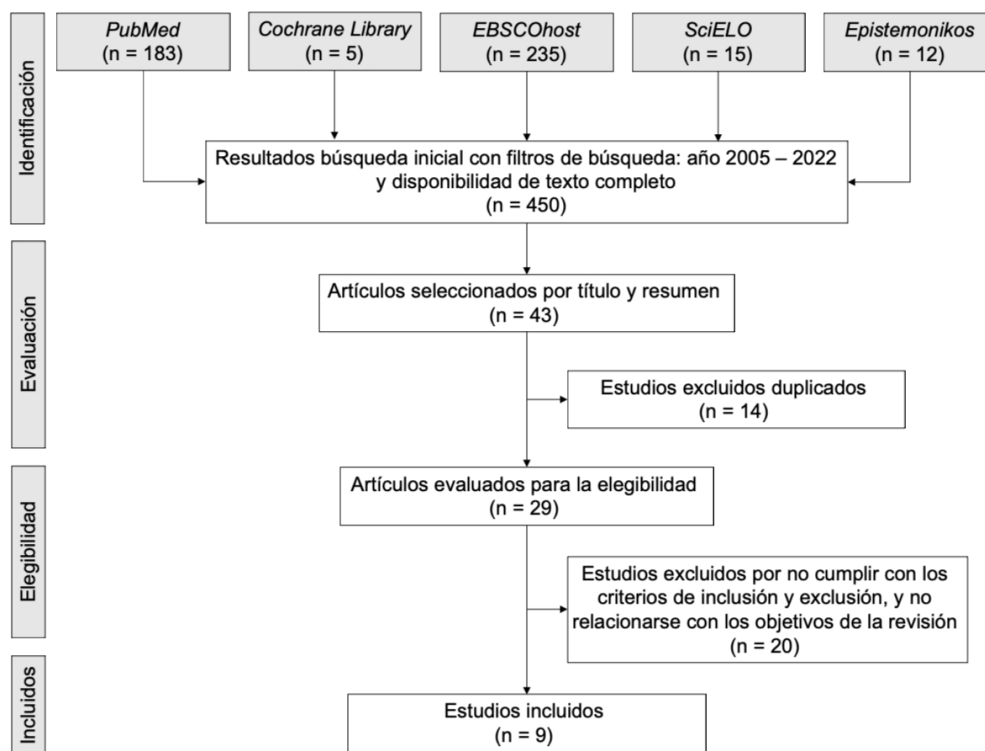 Identificación
PubMed
(n = 183)
Cochrane Library
(n = 5)
EBSCOhost
(n = 235)
SciELO
(n = 15)
Epistemonikos
(n = 12)
Resultados búsqueda inicial con filtros de búsqueda: año 2005 – 2022
y disponibilidad de texto completo
(n = 450)
Evaluación
Artículos seleccionados por título y resumen
(n = 43)
Estudios excluidos duplicados
(n = 14)
Elegibilidad
Artículos evaluados para la elegibilidad
(n = 29)
Estudios excluidos por no cumplir con los
criterios de inclusión y exclusión, y no
relacionarse con los objetivos de la revisión
(n = 20)
Incluidos
Estudios incluidos
(n = 9)